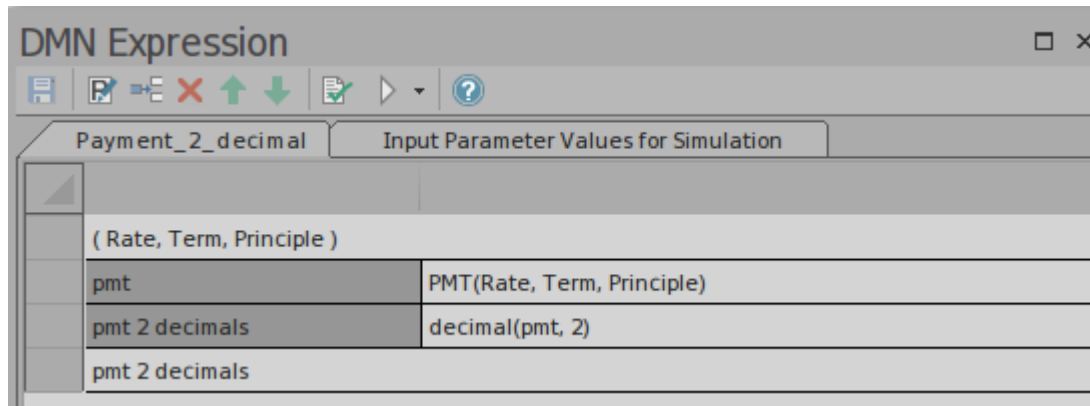 DMN Expression
Payment_2_decimal Input Parameter Values for Simulation
( Rate, Term, Principle )
pmt PMT(Rate, Term, Principle)
pmt 2 decimals decimal(pmt, 2)
pmt 2 decimals